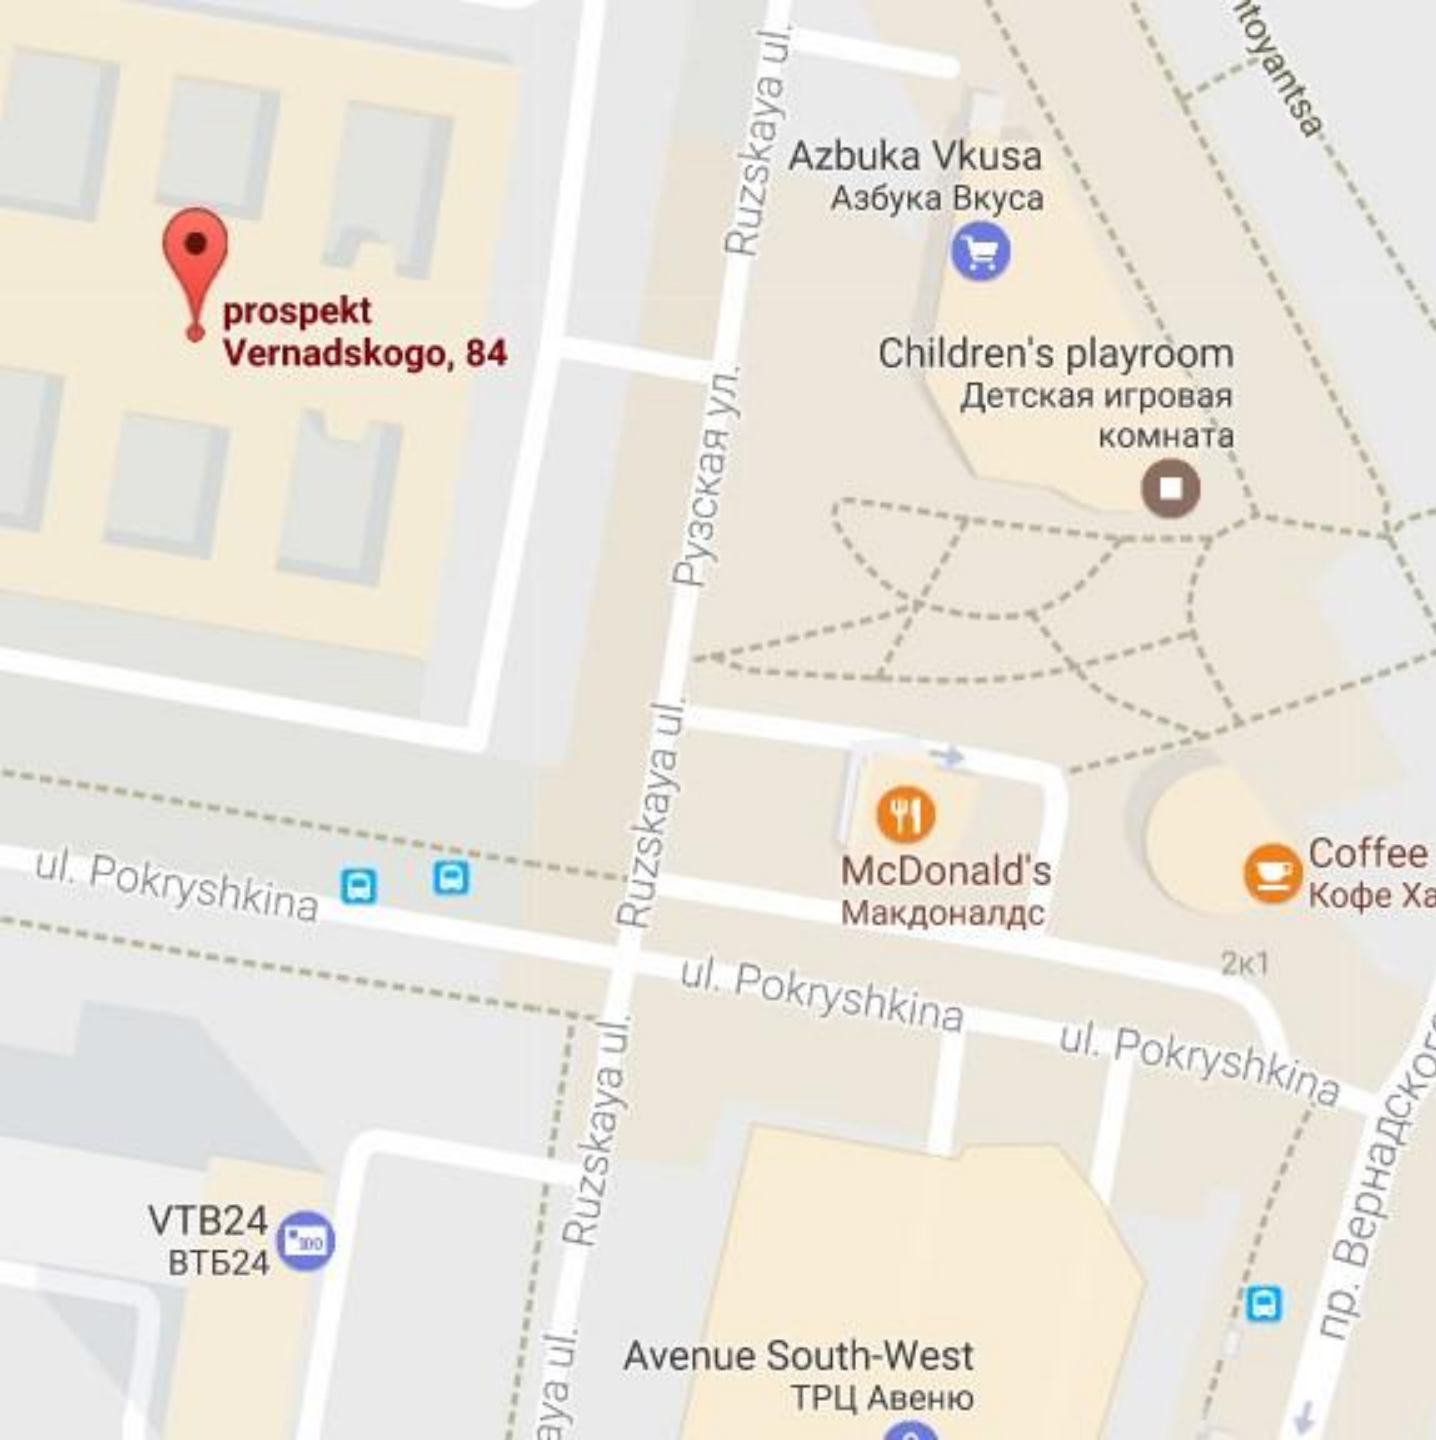 ntoyantsa
Ruzskaya ul.
Azbuka Vkusa
Азбука Вкуса
prospekt
Vernadskogo, 84
Children's playroom
Детская игровая
комната
Рузская ул.
Ruzskaya ul.
McDonald's
Макдоналдс
Coffee
Кофе Ха
ul. Pokryshkina
2к1
ul. Pokryshkina
ul. Pokryshkina
Ruzskaya ul.
пр. Вернадского
VTB24
ВТБ24
100
Avenue South-West
ТРЦ Авеню
aya ul.